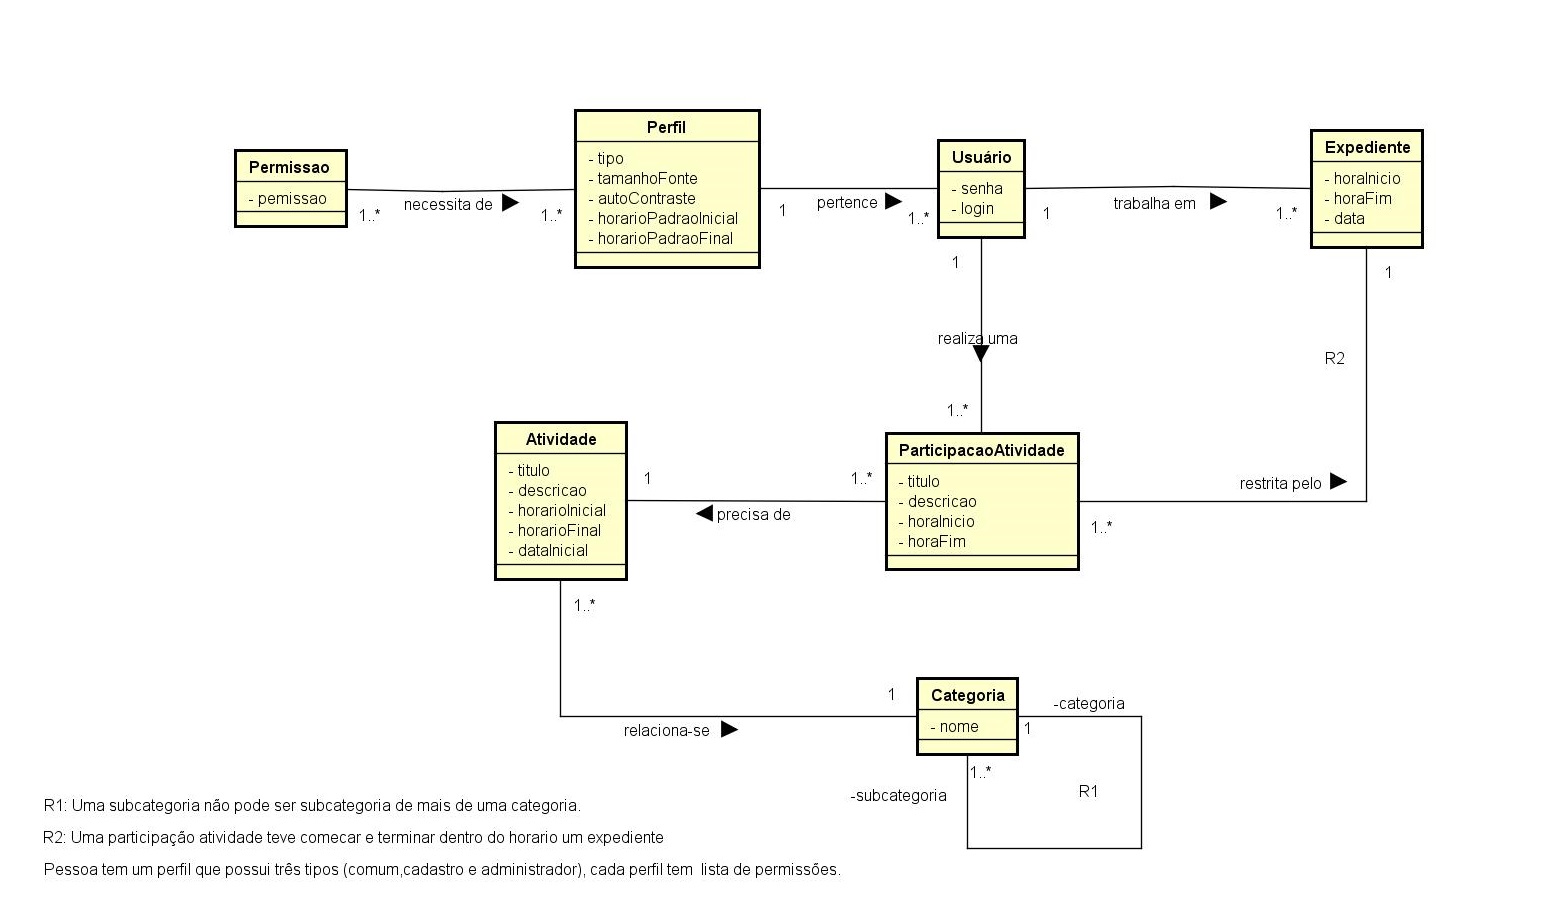 Permissao
- pemissao
1..*
necessita de
1..*
Perfil
- tipo
- tamanhoFonte
- autoContraste
- horarioPadraoInicial
- horarioPadraoFinal
1
pertence
1..*
Usuário
- senha
- login
1
trabalha em
1..*
Expediente
- horaInicio
- horaFim
- data
1
1
realiza uma
1..*
R2
Atividade
- titulo
- descricao
- horarioInicial
- horarioFinal
- dataInicial
1
precisa de
1..*
ParticipacaoAtividade
- titulo
- descricao
- horaInicio
- horaFim
restrita pelo
1..*
1..*
relaciona-se
1
Categoria
- nome
-categoria
1
1..*
-subcategoria
R1
R1: Uma subcategoria não pode ser subcategoria de mais de uma categoria.
R2: Uma participação atividade teve comecar e terminar dentro do horario um expediente
Pessoa tem um perfil que possui três tipos (comum,cadastro e administrador), cada perfil tem  lista de permissões.